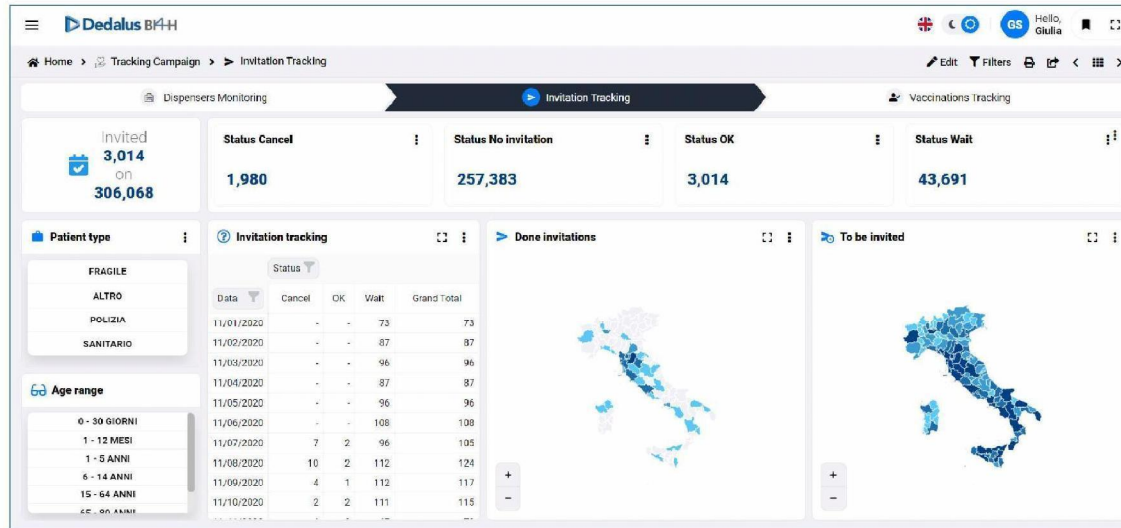 Dedalus BI4H
GS Hello, Giulia
Home > Tracking Campaign > Invitation Tracking
Edit Filters
Dispensers Monitoring
Invitation Tracking
Vaccinations Tracking
Invited
3,014
on
306,068
Status Cancel
1,980
Status No invitation
257,383
Status OK
3,014
Status Wait
43,691
Patient type
FRAGILE
ALTRO
POLIZIA
SANITARIO
Age range
0 - 30 GIORNI
1 - 12 MESI
1 - 5 ANNI
6 - 14 ANNI
15 - 64 ANNI
65 - 80 ANNI
Invitation tracking
Status
Data Cancel OK Wait Grand Total
11/01/2020 - - 73 73
11/02/2020 - - 87 87
11/03/2020 - - 96 96
11/04/2020 - - 87 87
11/05/2020 - - 96 96
11/06/2020 - - 108 108
11/07/2020 7 2 96 105
11/08/2020 10 2 112 124
11/09/2020 4 1 112 117
11/10/2020 2 2 111 115
Done invitations
+
−
To be invited
+
−